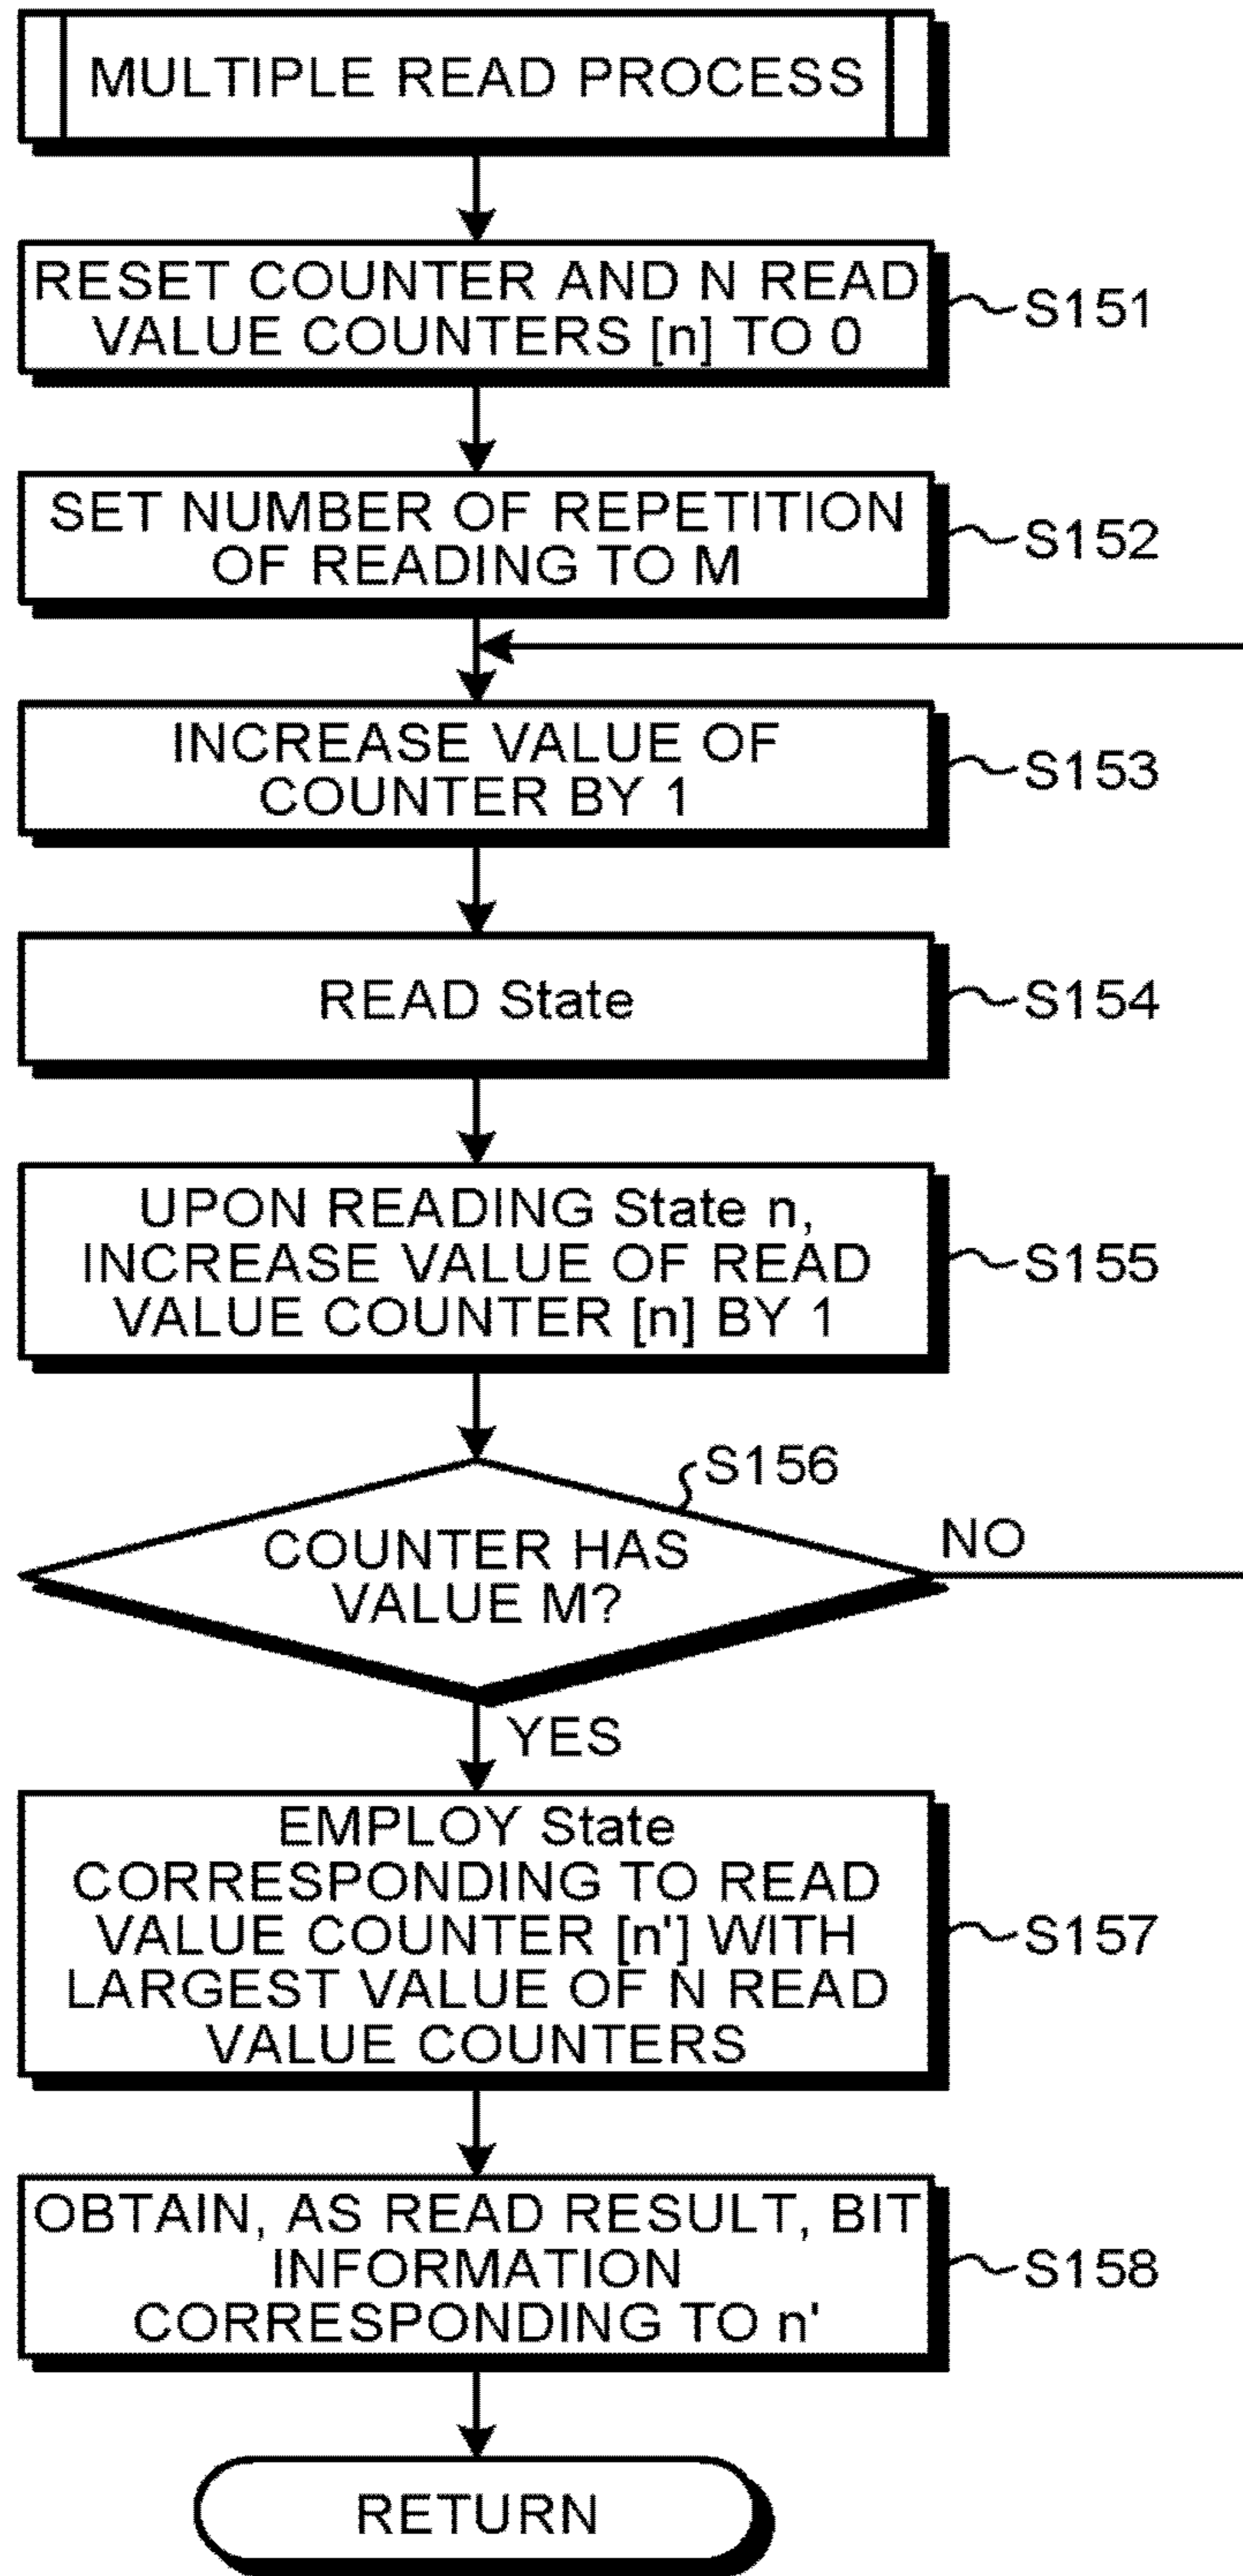 MULTIPLE READ PROCESS
RESET COUNTER AND N READ
VALUE COUNTERS [n] TO 0
S151
SET NUMBER OF REPETITION
OF READING TO M
S152
INCREASE VALUE OF
COUNTER BY 1
S153
READ State
S154
UPON READING State n,
INCREASE VALUE OF READ
VALUE COUNTER [n] BY 1
S155
S156
COUNTER HAS
VALUE M?
NO
YES
EMPLOY State
CORRESPONDING TO READ
VALUE COUNTER [n'] WITH
LARGEST VALUE OF N READ
VALUE COUNTERS
S157
OBTAIN, AS READ RESULT, BIT
INFORMATION
CORRESPONDING TO n'
S158
RETURN